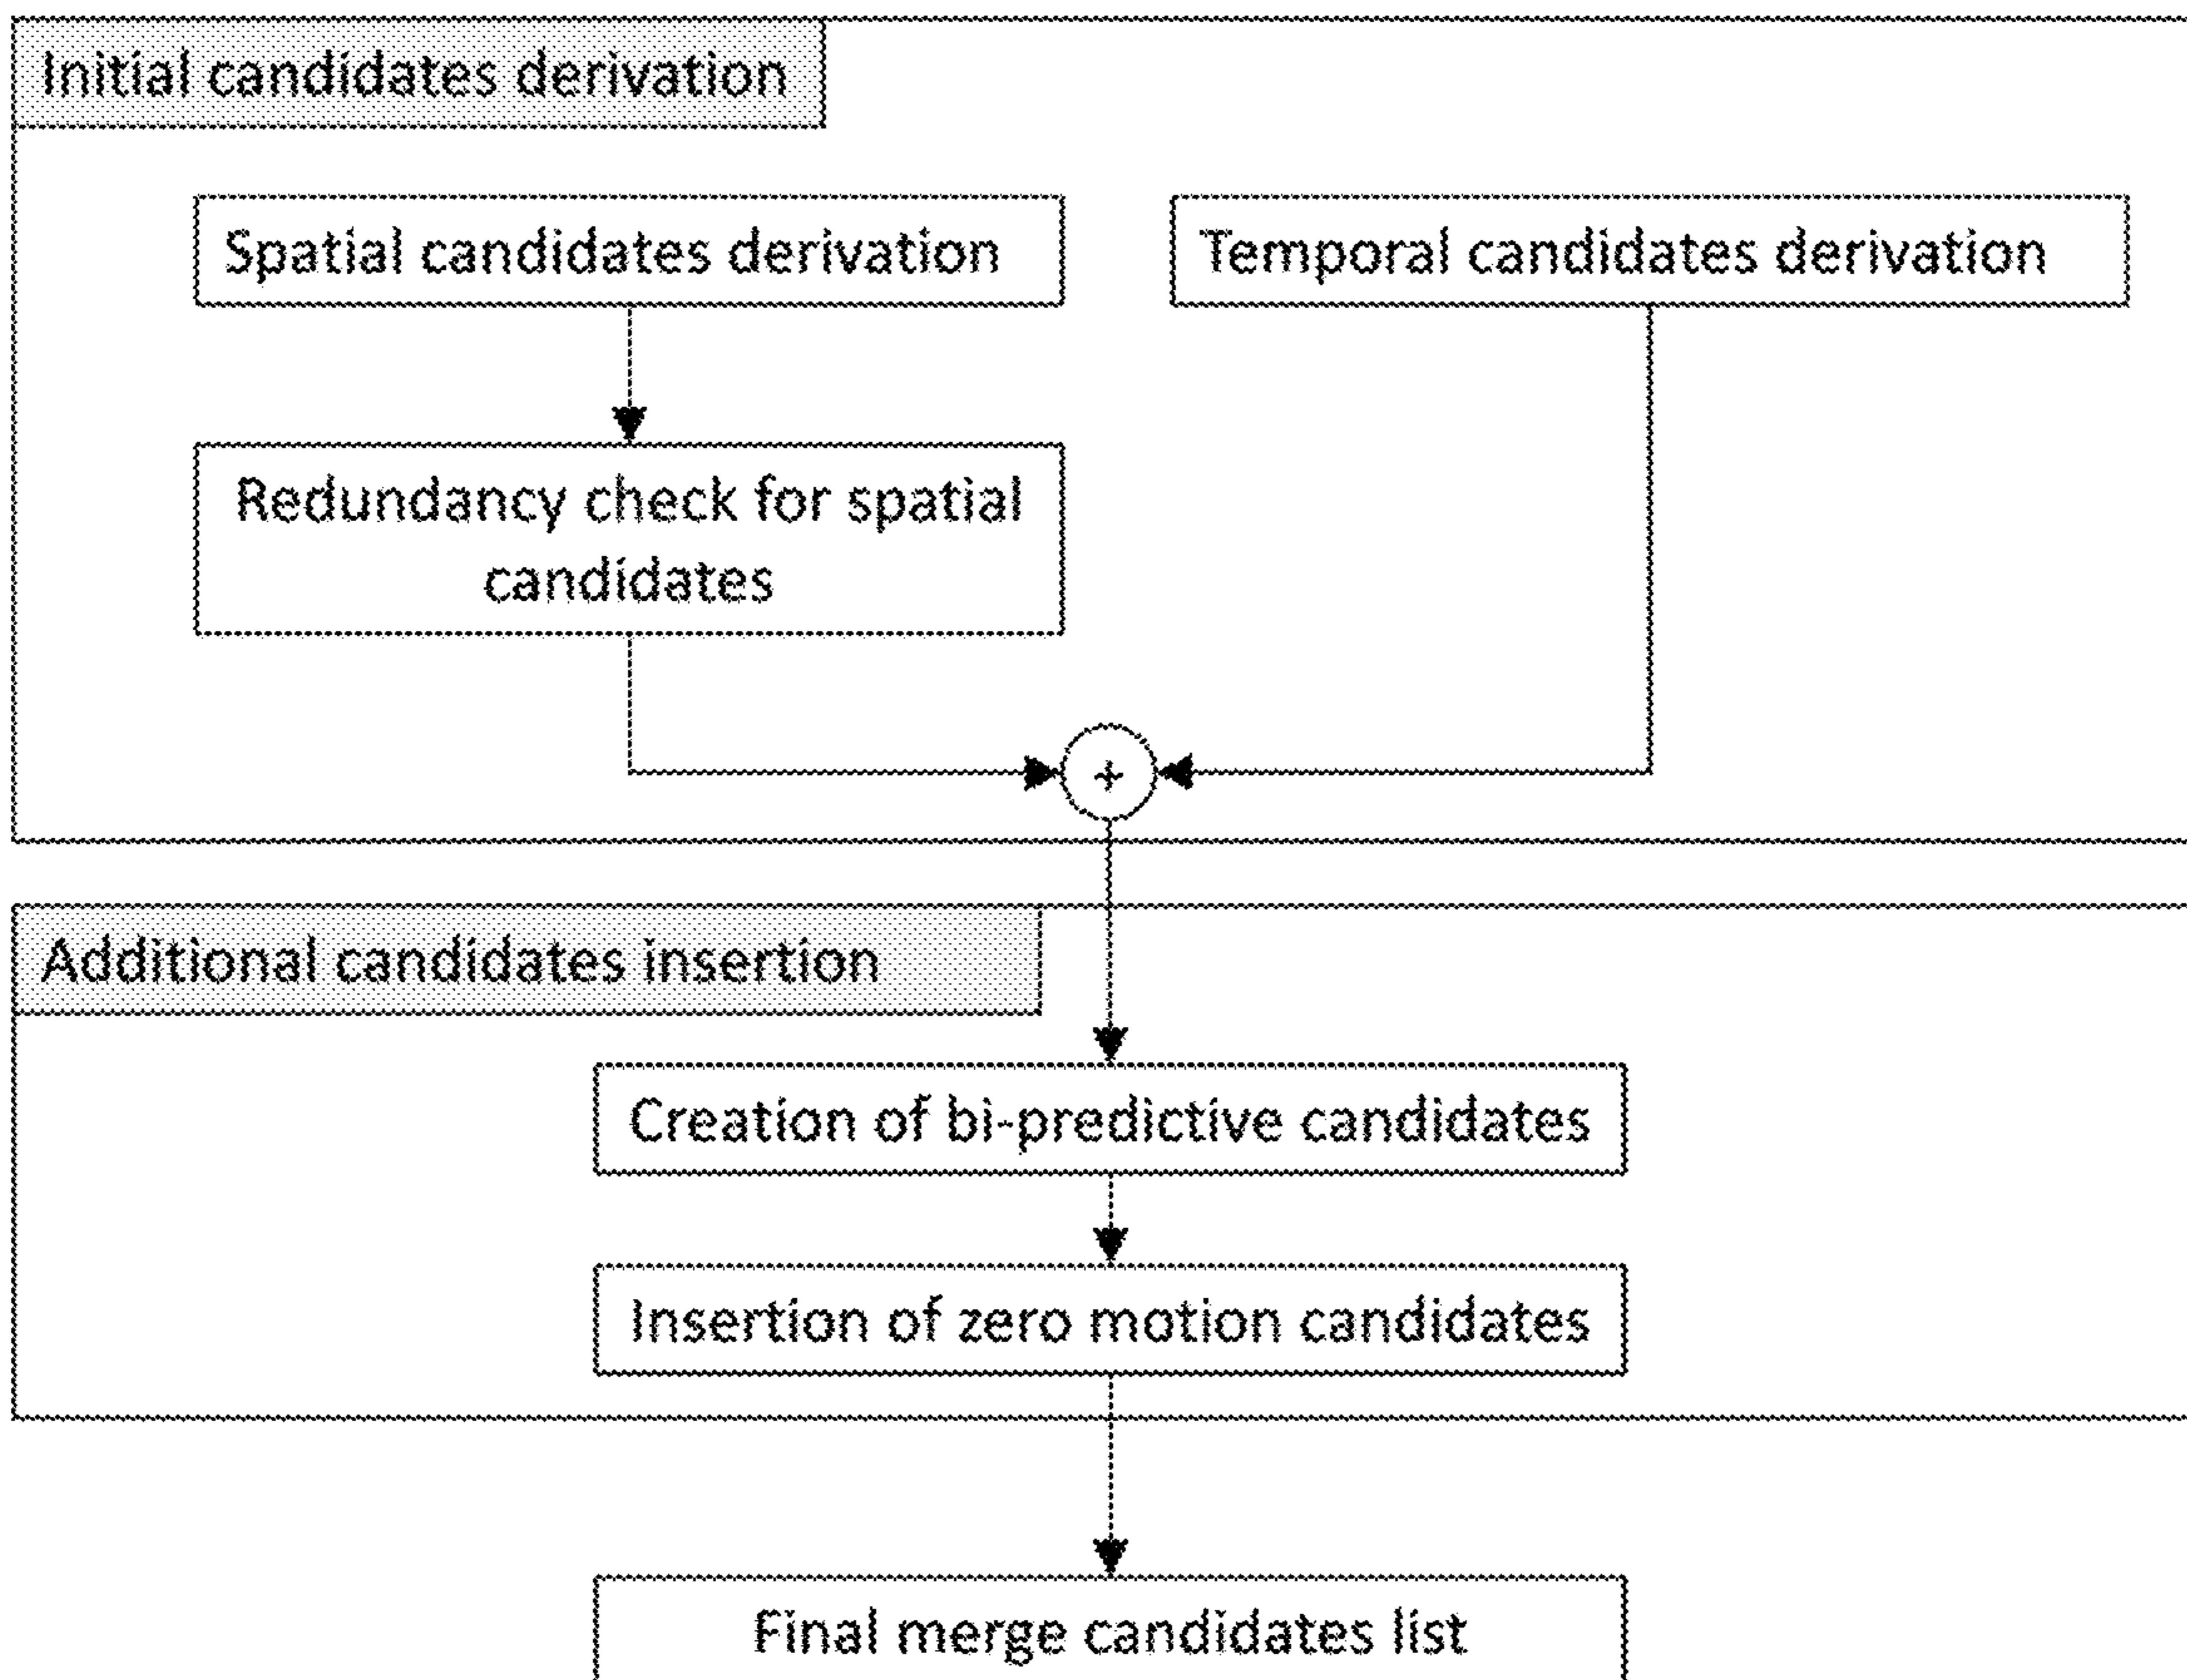 Initial candidates derivation
Spatial candidates derivation
Temporal candidates derivation
Redundancy check for spatial
candidates
+
Additional candidates insertion
Creation of bi-predictive candidates
Insertion of zero motion candidates
Final merge candidates list